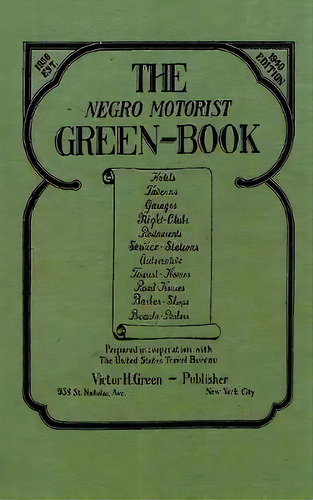 1936
EST.
1940
EDITION
THE
NEGRO MOTORIST
GREEN-BOOK
Hotels
Taverns
Garages
Night-Clubs
Restaurants
Service-Stations
Automotive
Tourist-Homes
Road-Houses
Barber-Shops
Beauty-Parlors
Prepared in cooperation with
The United States Travel Bureau
Victor H. Green - Publisher
938 St. Nicholas, Ave.
New York City